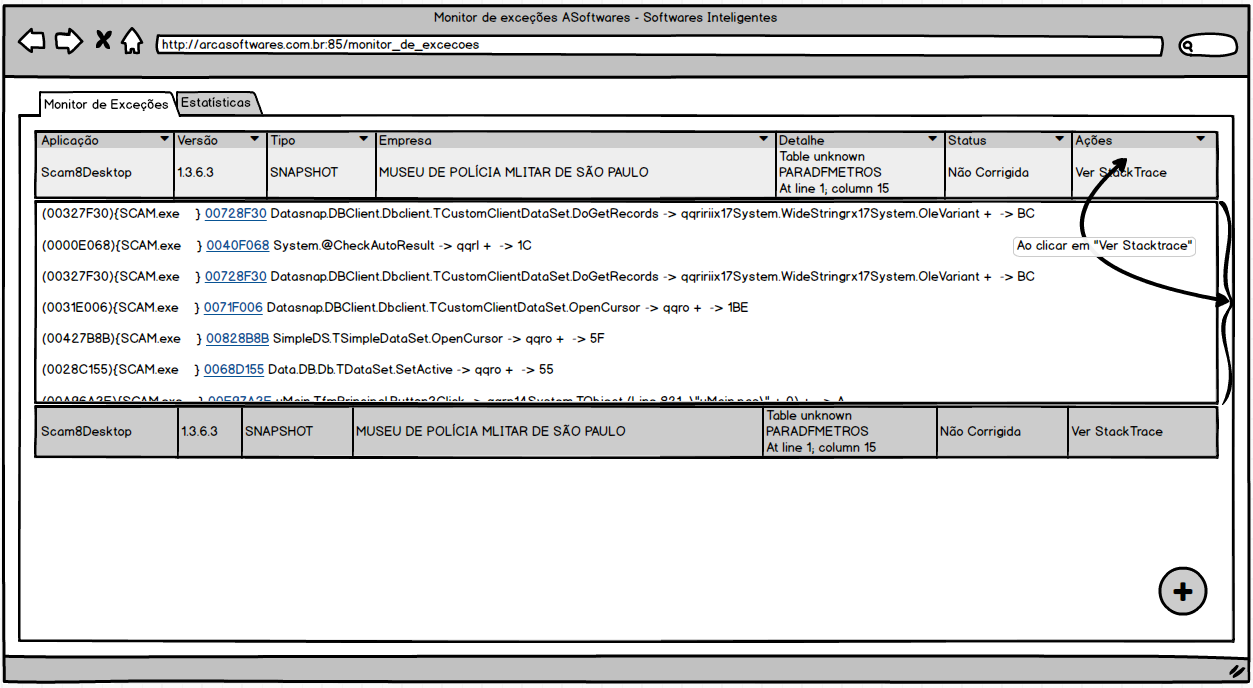 Monitor de exceções ASoftwares - Softwares Inteligentes
http://arcasoftwares.com.br:85/monitor_de_excecoes
Monitor de Exceções Estatísticas
Aplicação Versão Tipo Empresa Detalhe Status Ações
Scam8Desktop 1.3.6.3 SNAPSHOT MUSEU DE POLÍCIA MLITAR DE SÃO PAULO Table unknown
PARADFMETROS
At line 1; column 15 Não Corrigida Ver StackTrace
(00327F30){SCAM.exe } 00728F30 Datasnap.DBClient.Dbclient.TCustomClientDataSet.DoGetRecords -> qqririix17System.WideStringrx17System.OleVariant + -> BC
(0000E068){SCAM.exe } 0040F068 System.@CheckAutoResult -> qqrl + -> 1C
Ao clicar em "Ver Stacktrace"
(00327F30){SCAM.exe } 00728F30 Datasnap.DBClient.Dbclient.TCustomClientDataSet.DoGetRecords -> qqririix17System.WideStringrx17System.OleVariant + -> BC
(0031E006){SCAM.exe } 0071F006 Datasnap.DBClient.Dbclient.TCustomClientDataSet.OpenCursor -> qqro + -> 1BE
(00427B8B){SCAM.exe } 00828B8B SimpleDS.TSimpleDataSet.OpenCursor -> qqro + -> 5F
(0028C155){SCAM.exe } 0068D155 Data.DB.Db.TDataSet.SetActive -> qqro + -> 55
Scam8Desktop 1.3.6.3 SNAPSHOT MUSEU DE POLÍCIA MLITAR DE SÃO PAULO Table unknown
PARADFMETROS
At line 1; column 15 Não Corrigida Ver StackTrace